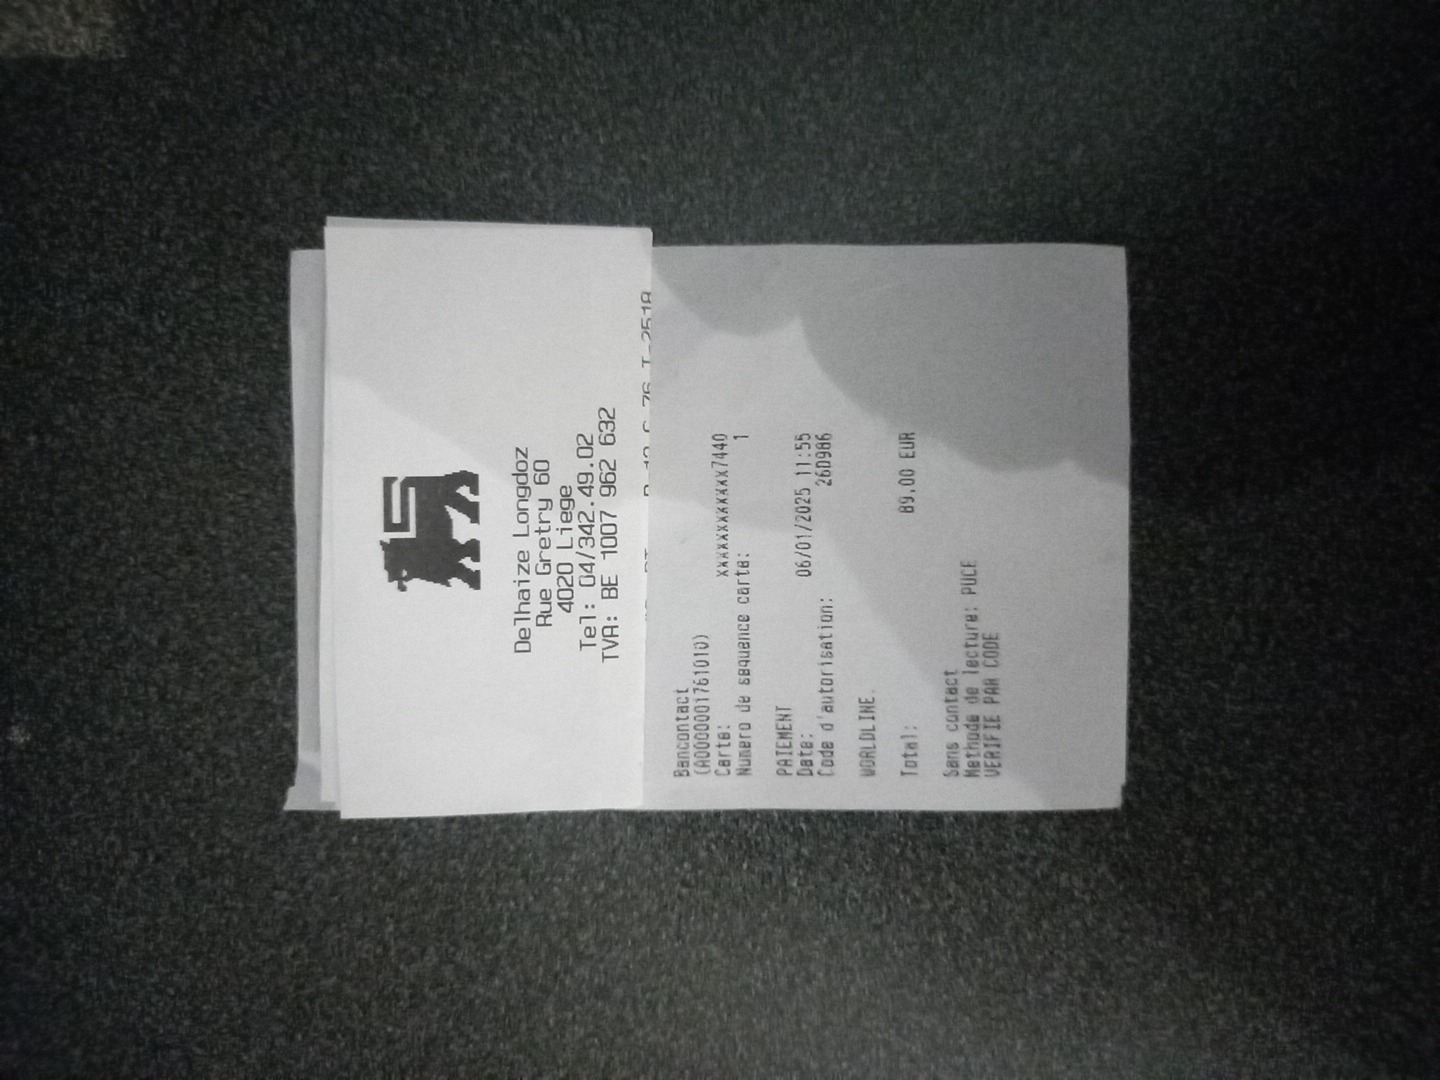 Delhaize Longdoz
Rue Gretry 60
4020 Liege
Tel: 04/342.49.02
TVA: BE 1007 962 632
Bancontact
(A0000001761010)
Carte: xxxxxxxxxxxxx7440
Numero de sequence carte: 1
PAIEMENT
Date: 06/01/2025 11:55
Code d'autorisation: 260986
WORLDLINE.
Total: 89,00 EUR
Sans contact
Methode de lecture: PUCE
VERIFIE PAR CODE